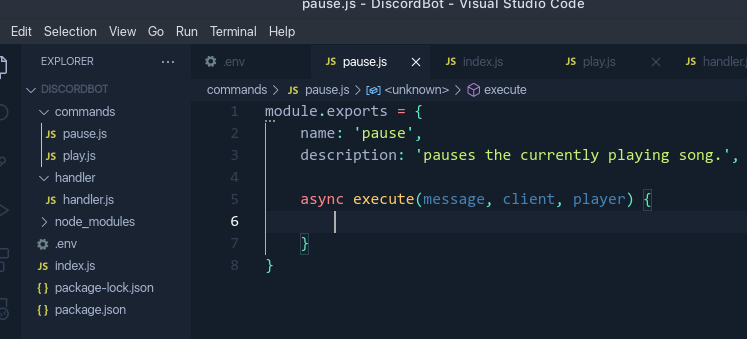 pause.js - DiscordBot - Visual Studio Code
Edit Selection View Go Run Terminal Help
EXPLORER ...
.env JS pause.js JS index.js JS play.js JS handler.
DISCORDBOT
commands > JS pause.js > <unknown> > execute
commands
JS pause.js
JS play.js
handler
JS handler.js
node_modules
.env
JS index.js
{} package-lock.json
{} package.json
1 module.exports = {
2 name: 'pause',
3 description: 'pauses the currently playing song.',
4
5 async execute(message, client, player) {
6
7 }
8 }